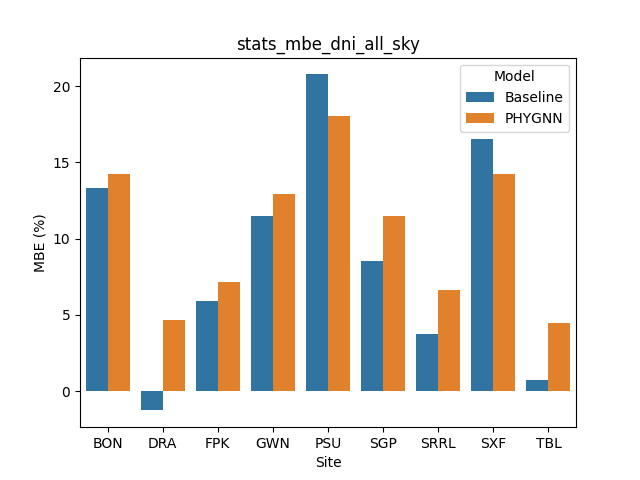 stats_mbe_dni_all_sky
Model
Baseline
PHYGNN
MBE (%)
20
15
10
5
0
BON DRA FPK GWN PSU SGP SRRL SXF TBL
Site